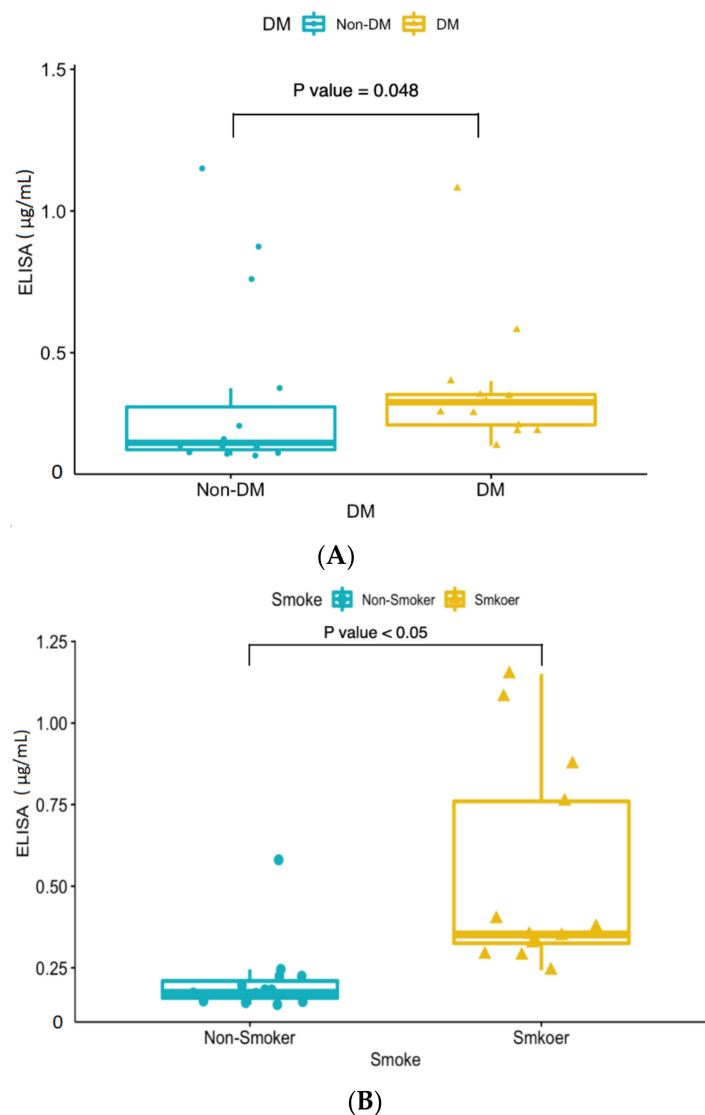 DM Non-DM DM
P value = 0.048
1.5
1.0
0.5
0
ELISA ( µg/mL)
Non-DM DM
DM
(A)
Smoke Non-Smoker Smkoer
P value < 0.05
1.25
1.00
0.75
0.50
0.25
0
ELISA ( µg/mL)
Non-Smoker Smkoer
Smoke
(B)